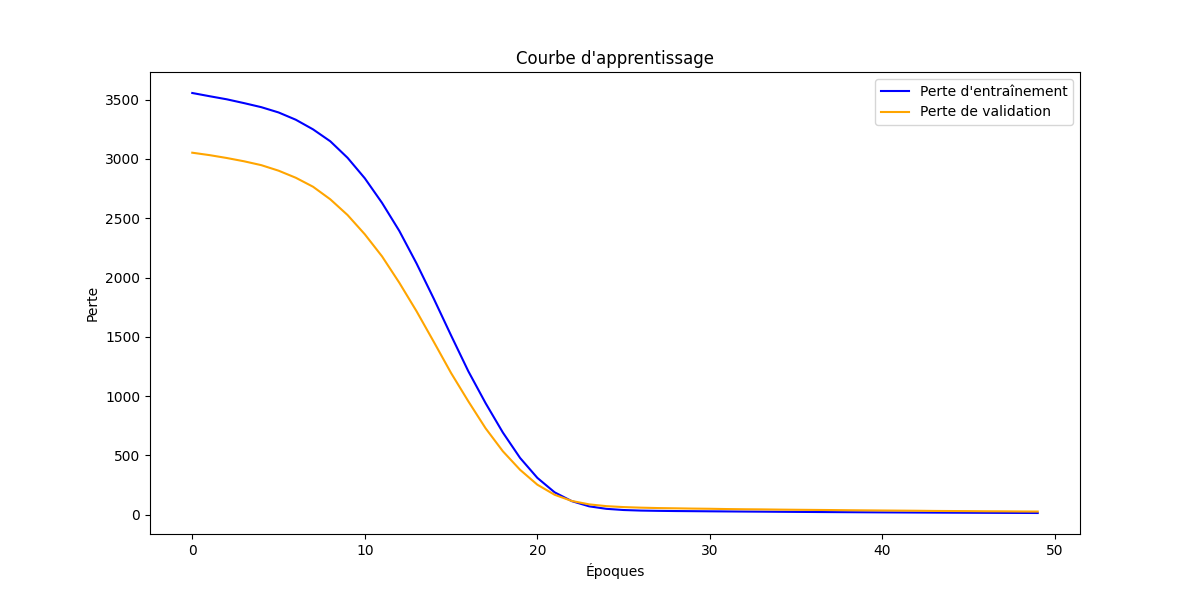 Courbe d'apprentissage
Perte d'entraînement
Perte de validation
3500
3000
2500
2000
1500
1000
500
0
Perte
0 10 20 30 40 50
Époques